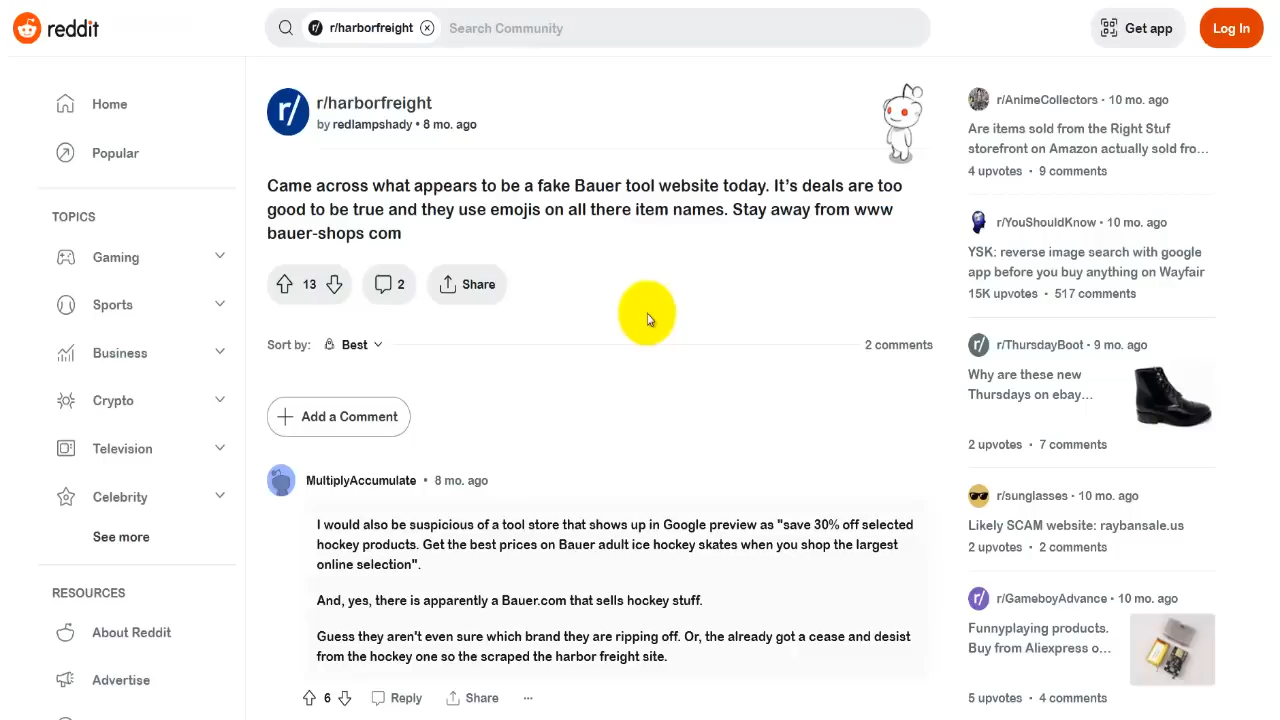 reddit
r/harborfreight
Search Community
Get app
Log In
Home
Popular
TOPICS
Gaming
Sports
Business
Crypto
Television
Celebrity
See more
RESOURCES
About Reddit
Advertise
r/harborfreight
by redlampshady • 8 mo. ago
Came across what appears to be a fake Bauer tool website today. It's deals are too
good to be true and they use emojis on all there item names. Stay away from www
bauer-shops com
13
2
Share
Sort by: Best
2 comments
Add a Comment
MultiplyAccumulate • 8 mo. ago
I would also be suspicious of a tool store that shows up in Google preview as "save 30% off selected
hockey products. Get the best prices on Bauer adult ice hockey skates when you shop the largest
online selection".
And, yes, there is apparently a Bauer.com that sells hockey stuff.
Guess they aren't even sure which brand they are ripping off. Or, the already got a cease and desist
from the hockey one so the scraped the harbor freight site.
6 Reply Share ...
r/AnimeCollectors · 10 mo. ago
Are items sold from the Right Stuf
storefront on Amazon actually sold fro...
4 upvotes · 9 comments
r/YouShouldKnow · 10 mo. ago
YSK: reverse image search with google
app before you buy anything on Wayfair
15K upvotes · 517 comments
r/ThursdayBoot · 9 mo. ago
Why are these new
Thursdays on ebay...
2 upvotes · 7 comments
r/sunglasses · 10 mo. ago
Likely SCAM website: raybansale.us
2 upvotes · 2 comments
r/GameboyAdvance · 10 mo. ago
Funnyplaying products.
Buy from Aliexpress o...
5 upvotes · 4 comments